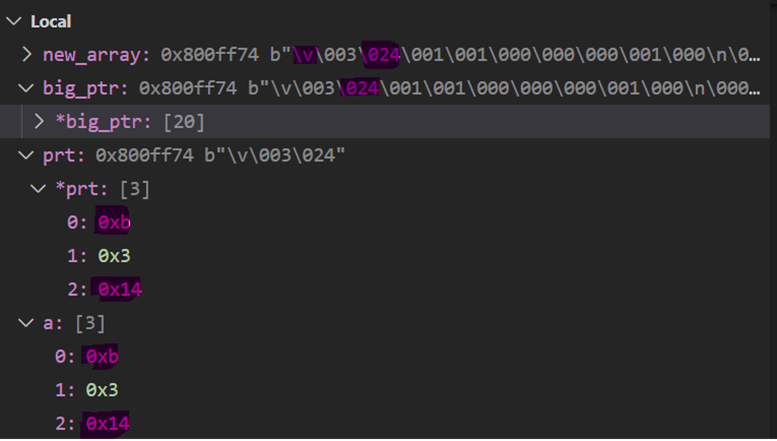 Local
new_array: 0x800ff74 b"\v\003\024\001\001\000\000\000\001\000\n\0…
big_ptr: 0x800ff74 b"\v\003\024\001\001\000\000\000\001\000\n\000…
*big_ptr: [20]
prt: 0x800ff74 b"\v\003\024"
*prt: [3]
0: 0xb
1: 0x3
2: 0x14
a: [3]
0: 0xb
1: 0x3
2: 0x14